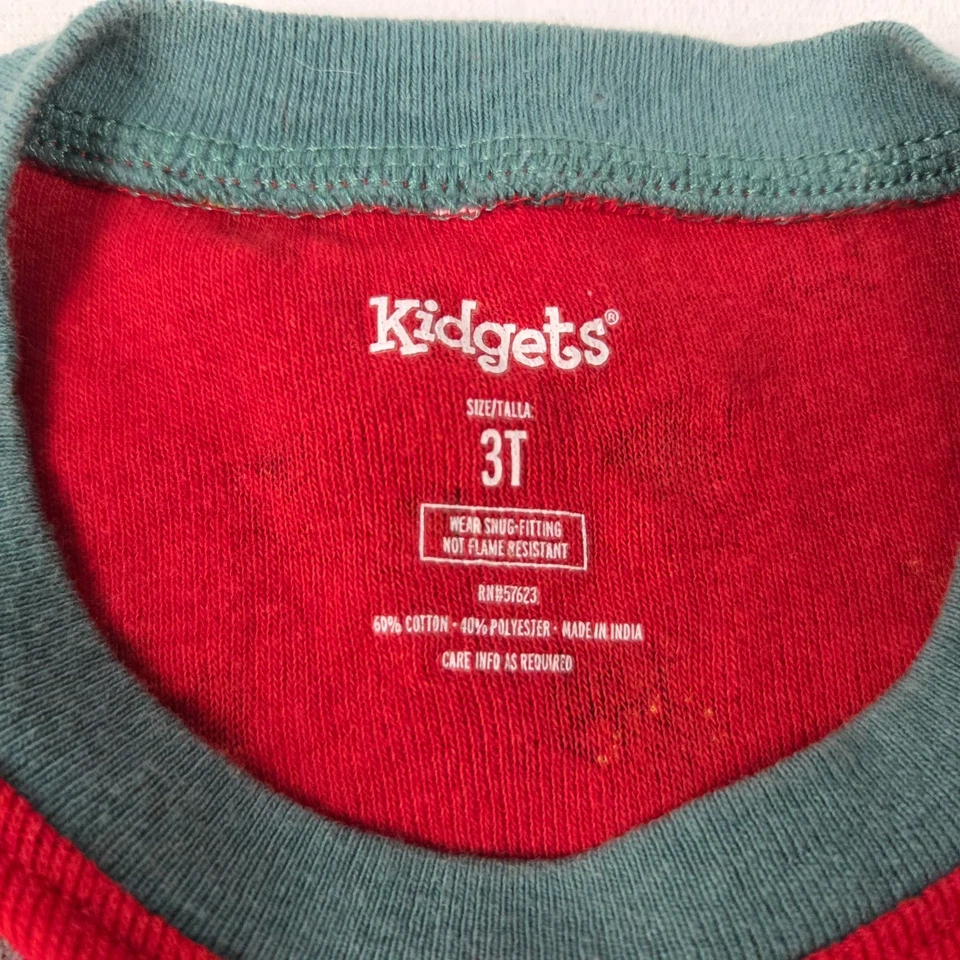 Kidgets®
SIZE/TALLA:
3T
WEAR SNUG-FITTING
NOT FLAME RESISTANT
RN#57623
60% COTTON • 40% POLYESTER • MADE IN INDIA
CARE INFO AS REQUIRED